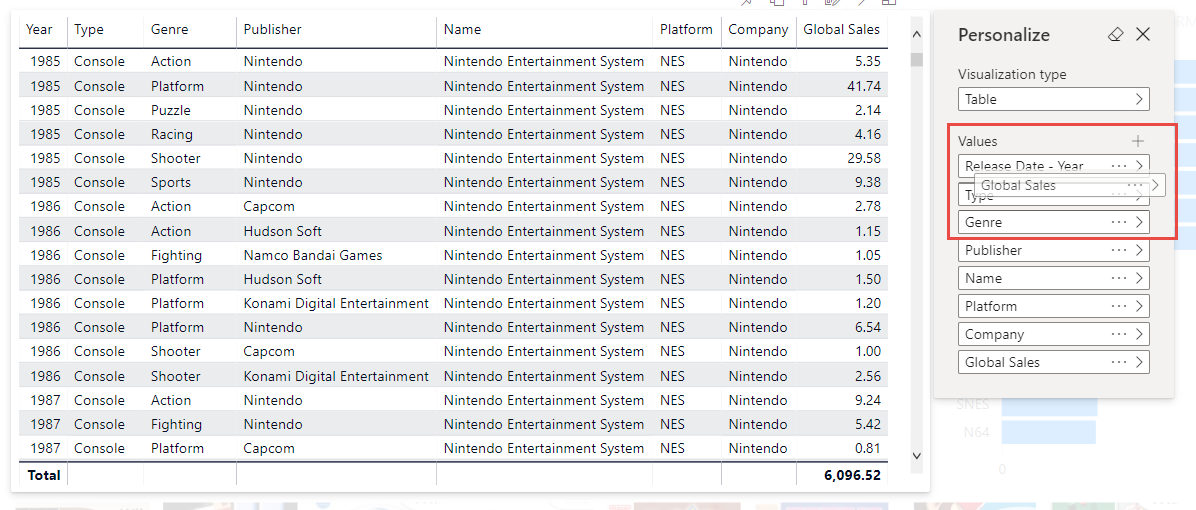 Year Type Genre Publisher Name Platform Company Global Sales
1985 Console Action Nintendo Nintendo Entertainment System NES Nintendo 5.35
1985 Console Platform Nintendo Nintendo Entertainment System NES Nintendo 41.74
1985 Console Puzzle Nintendo Nintendo Entertainment System NES Nintendo 2.14
1985 Console Racing Nintendo Nintendo Entertainment System NES Nintendo 4.16
1985 Console Shooter Nintendo Nintendo Entertainment System NES Nintendo 29.58
1985 Console Sports Nintendo Nintendo Entertainment System NES Nintendo 9.38
1986 Console Action Capcom Nintendo Entertainment System NES Nintendo 2.78
1986 Console Action Hudson Soft Nintendo Entertainment System NES Nintendo 1.15
1986 Console Fighting Namco Bandai Games Nintendo Entertainment System NES Nintendo 1.05
1986 Console Platform Hudson Soft Nintendo Entertainment System NES Nintendo 1.50
1986 Console Platform Konami Digital Entertainment Nintendo Entertainment System NES Nintendo 1.20
1986 Console Platform Nintendo Nintendo Entertainment System NES Nintendo 6.54
1986 Console Shooter Capcom Nintendo Entertainment System NES Nintendo 1.00
1986 Console Shooter Konami Digital Entertainment Nintendo Entertainment System NES Nintendo 2.56
1987 Console Action Nintendo Nintendo Entertainment System NES Nintendo 9.24
1987 Console Fighting Nintendo Nintendo Entertainment System NES Nintendo 5.42
1987 Console Platform Capcom Nintendo Entertainment System NES Nintendo 0.81
Total 6,096.52
Personalize
Visualization type
Table
Values
Release Date - Year
Global Sales
Type
Genre
Publisher
Name
Platform
Company
Global Sales
SNES
N64
0